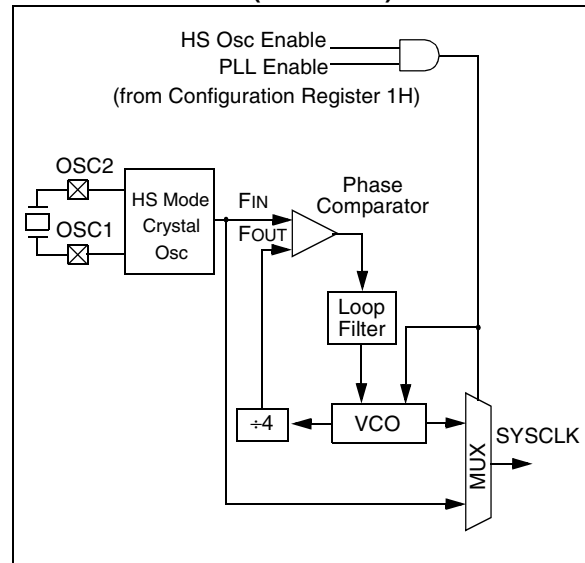 HS Osc Enable
PLL Enable
(from Configuration Register 1H)
OSC2
OSC1
HS Mode
Crystal
Osc
FIN
FOUT
Phase
Comparator
Loop
Filter
÷4
VCO
MUX
SYSCLK